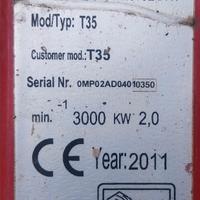 Mod/Typ: T35
Customer mod.: T35
Serial Nr. 0MP02AD04010350
-1
min. 3000 KW 2,0
CE Year: 2011